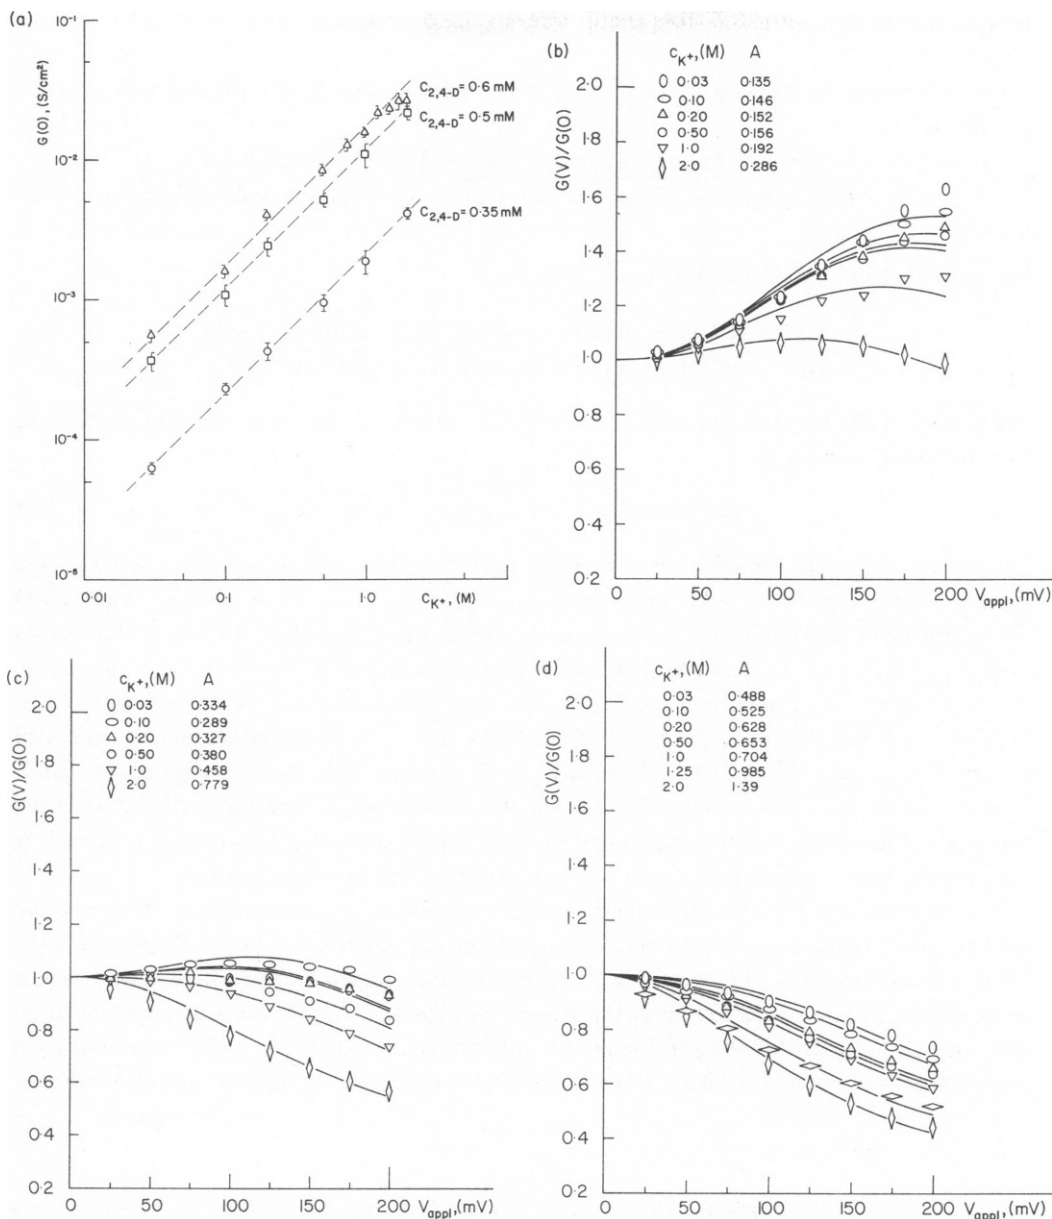 (a)
10⁻¹
G(O), (S/cm²)
10⁻²
10⁻³
10⁻⁴
10⁻⁵
C2,4-D = 0·6 mM
C2,4-D = 0·5 mM
C2,4-D = 0·35 mM
0·01 0·1 1·0
C K+, (M)
(b)
G(V)/G(O)
c K+, (M) A
0·03 0·135
0·10 0·146
0·20 0·152
0·50 0·156
1·0 0·192
2·0 0·286
2·0
1·8
1·6
1·4
1·2
1·0
0·8
0·6
0·4
0·2
0 50 100 150 200 Vappl, (mV)
(c)
G(V)/G(O)
c K+, (M) A
0·03 0·334
0·10 0·289
0·20 0·327
0·50 0·380
1·0 0·458
2·0 0·779
2·0
1·8
1·6
1·4
1·2
1·0
0·8
0·6
0·4
0·2
0 50 100 150 200 Vappl, (mV)
(d)
G(V)/G(O)
c K+, (M) A
0·03 0·488
0·10 0·525
0·20 0·628
0·50 0·653
1·0 0·704
1·25 0·985
2·0 1·39
2·0
1·8
1·6
1·4
1·2
1·0
0·8
0·6
0·4
0·2
0 50 100 150 200 Vappl, (mV)